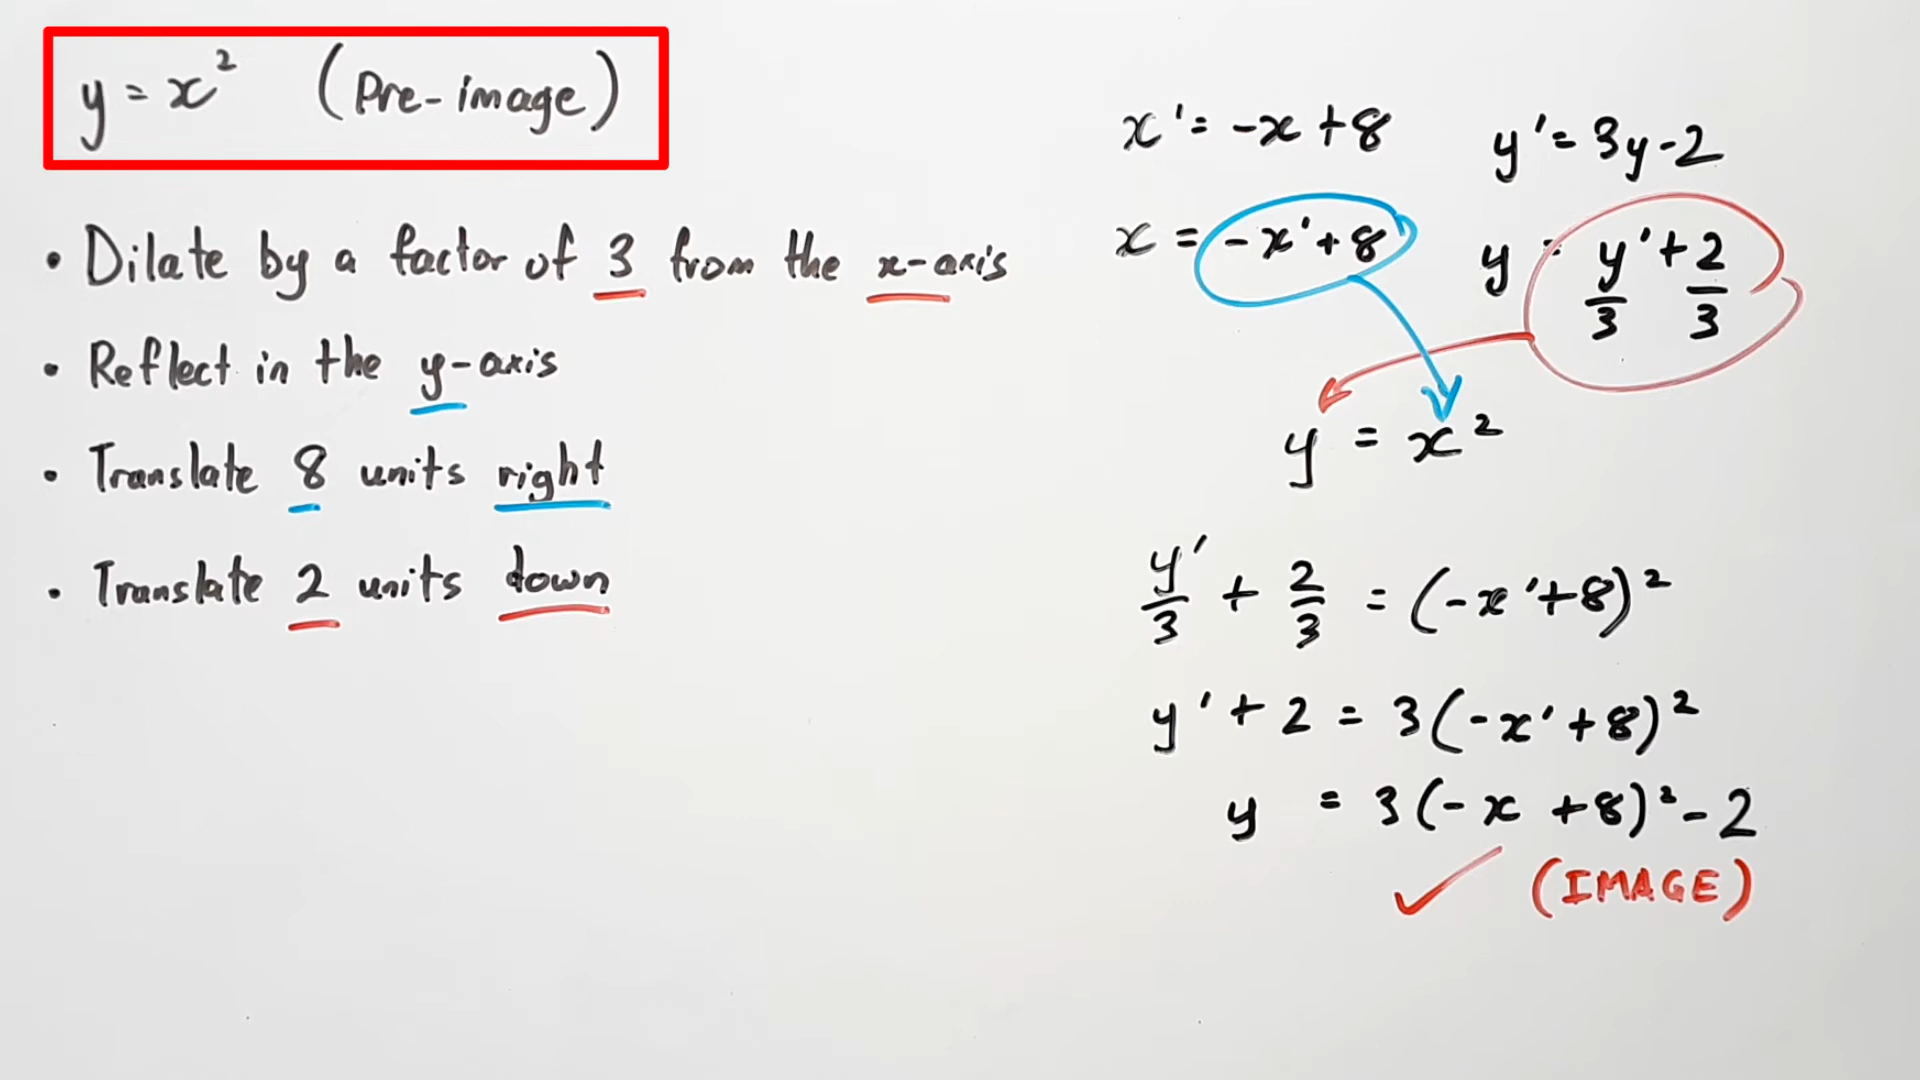 y = x² (Pre-image)
• Dilate by a factor of 3 from the x-axis
• Reflect in the y-axis
• Translate 8 units right
• Translate 2 units down
x' = -x + 8
y' = 3y - 2
x = -x' + 8
y = y'/3 + 2/3
y = x²
y'/3 + 2/3 = (-x' + 8)²
y' + 2 = 3(-x' + 8)²
y = 3(-x + 8)² - 2
✓ (IMAGE)